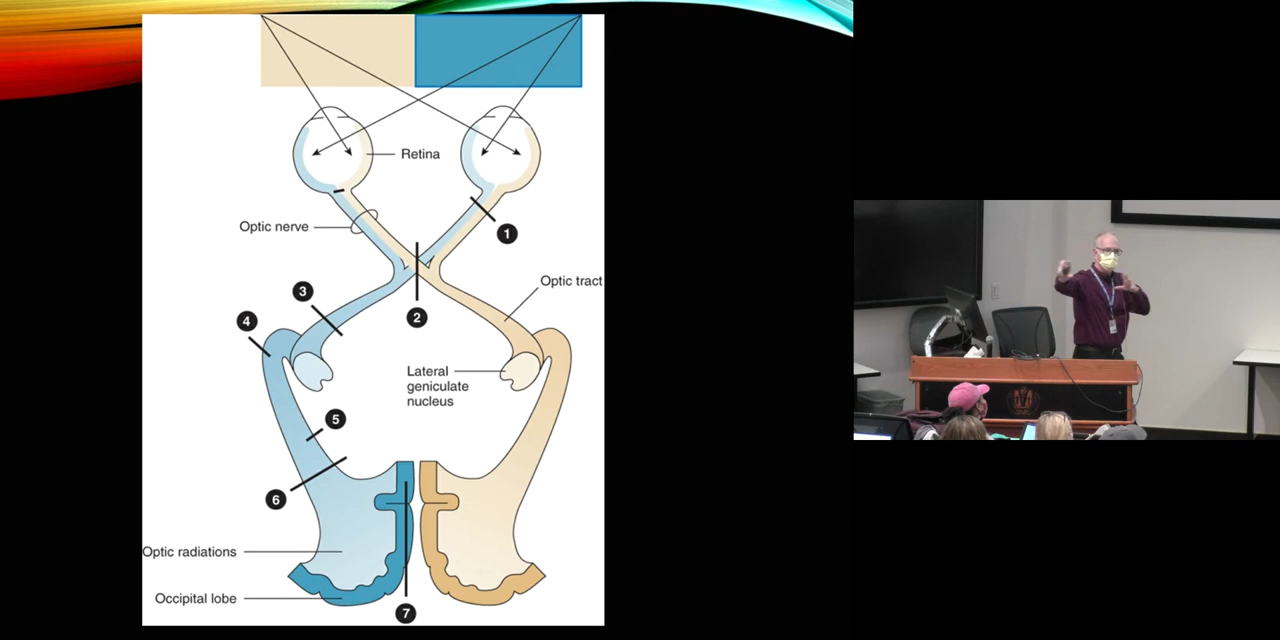 Retina
Optic nerve
1
Optic tract
3
2
4
Lateral
geniculate
nucleus
5
6
Optic radiations
Occipital lobe
7